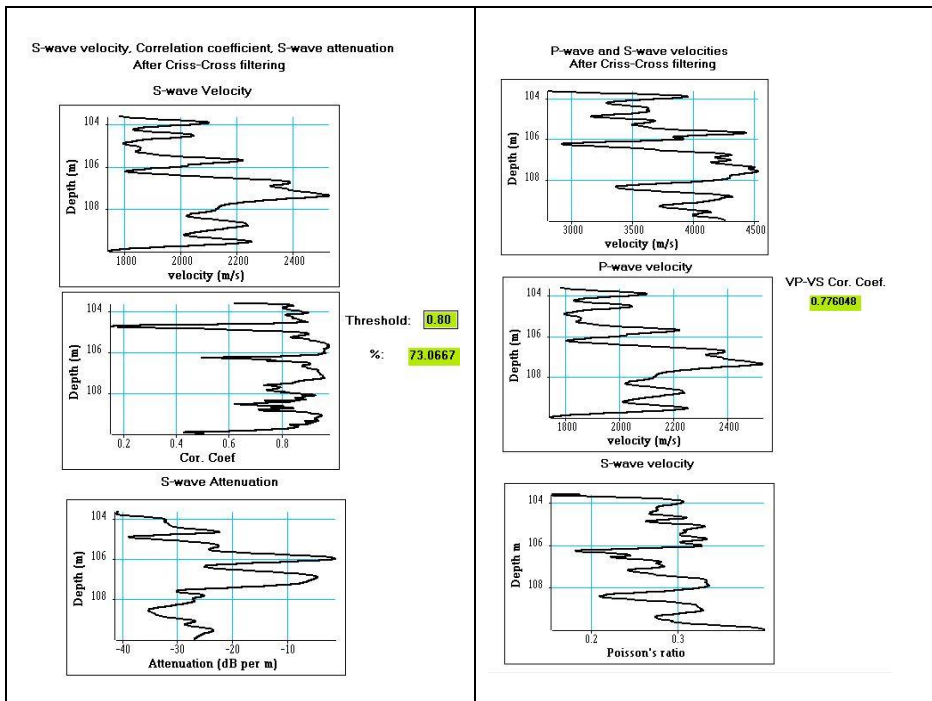 S-wave velocity, Correlation coefficient, S-wave attenuation
After Criss-Cross filtering
S-wave Velocity
Depth (m)
104
106
108
1800 2000 2200 2400
velocity (m/s)
Depth (m)
104
106
108
0.2 0.4 0.6 0.8
Cor. Coef
Threshold: 0.80
%: 73.0667
S-wave Attenuation
Depth (m)
104
106
108
-40 -30 -20 -10
Attenuation (dB per m)
P-wave and S-wave velocities
After Criss-Cross filtering
Depth (m)
104
106
108
3000 3500 4000 4500
velocity (m/s)
P-wave velocity
VP-VS Cor. Coef.
0.776048
Depth (m)
104
106
108
1800 2000 2200 2400
velocity (m/s)
S-wave velocity
Depth m
104
106
108
0.2 0.3
Poisson's ratio